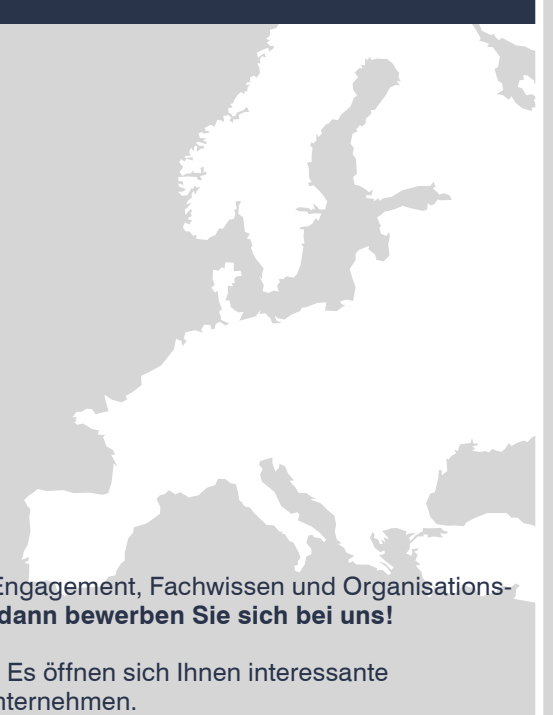 Engagement, Fachwissen und Organisations-
dann bewerben Sie sich bei uns!
Es öffnen sich Ihnen interessante
nternehmen.